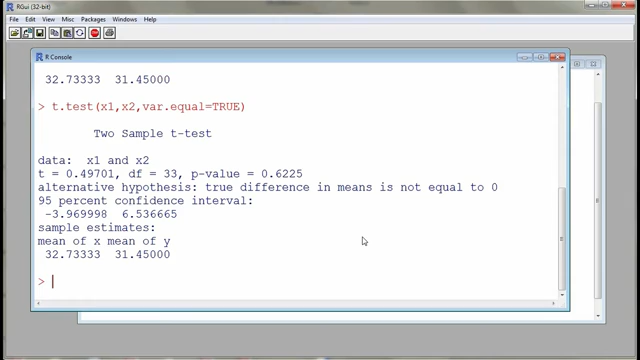 RGui (32-bit)
File Edit View Misc Packages Windows Help
R Console
32.73333 31.45000
> t.test(x1,x2,var.equal=TRUE)
Two Sample t-test
data: x1 and x2
t = 0.49701, df = 33, p-value = 0.6225
alternative hypothesis: true difference in means is not equal to 0
95 percent confidence interval:
-3.969998 6.536665
sample estimates:
mean of x mean of y
32.73333 31.45000
>